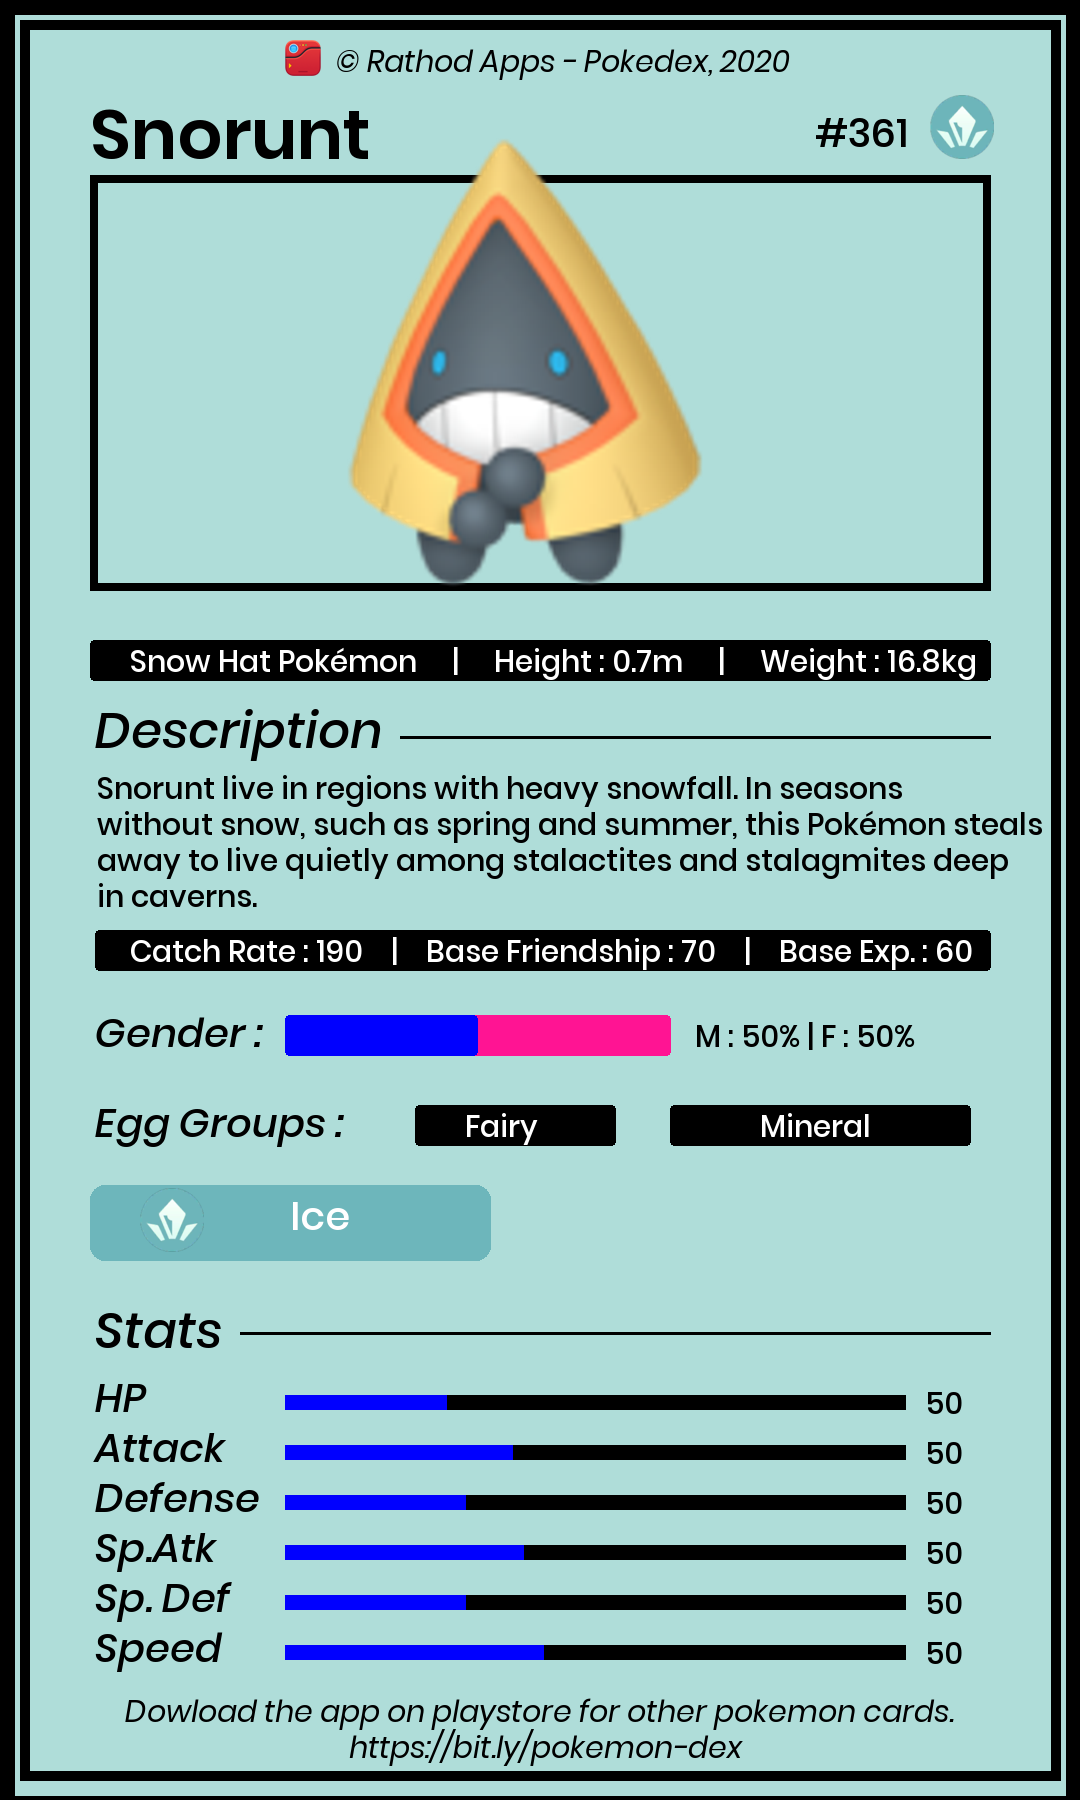 © Rathod Apps - Pokedex, 2020
Snorunt #361
Snow Hat Pokémon | Height : 0.7m | Weight : 16.8kg
Description
Snorunt live in regions with heavy snowfall. In seasons
without snow, such as spring and summer, this Pokémon steals
away to live quietly among stalactites and stalagmites deep
in caverns.
Catch Rate : 190 | Base Friendship : 70 | Base Exp. : 60
Gender : M : 50% | F : 50%
Egg Groups : Fairy Mineral
Ice
Stats
HP 50
Attack 50
Defense 50
Sp.Atk 50
Sp. Def 50
Speed 50
Dowload the app on playstore for other pokemon cards.
https://bit.ly/pokemon-dex